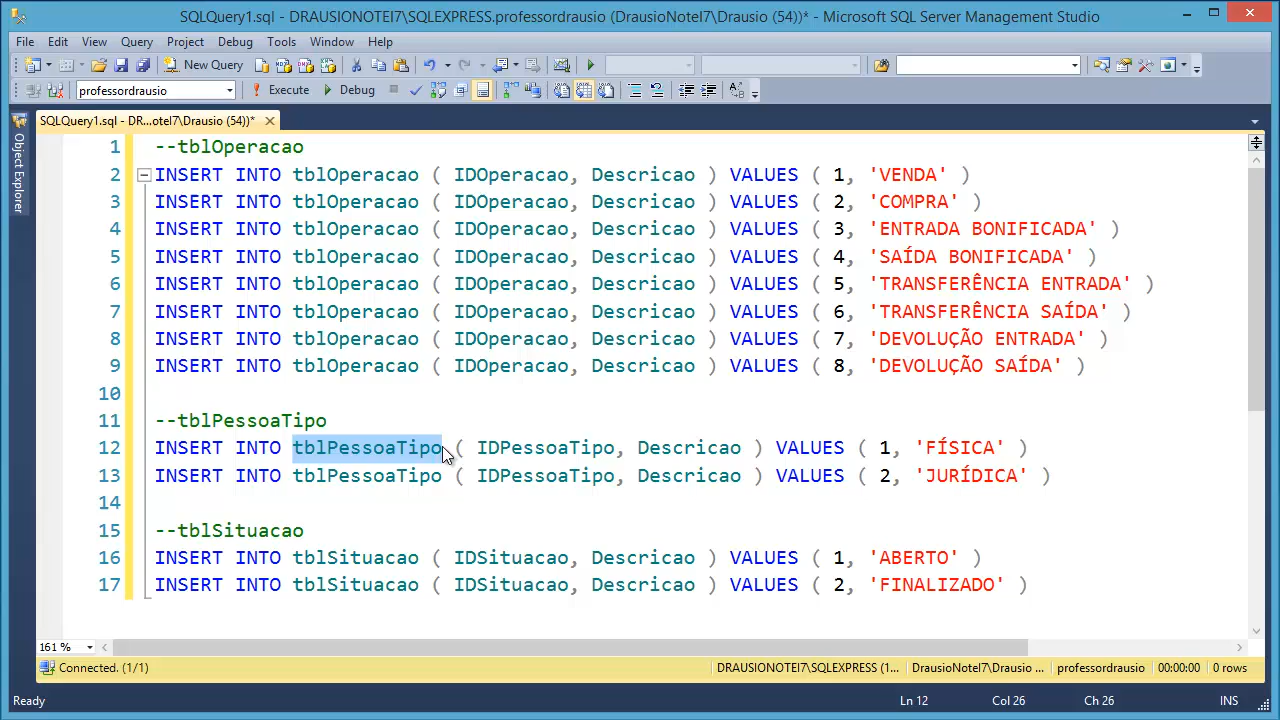 SQLQuery1.sql - DRAUSIONOTEI7\SQLEXPRESS.professordrausio (DrausioNoteI7\Drausio (54))* - Microsoft SQL Server Management Studio
File Edit View Query Project Debug Tools Window Help
New Query
professordrausio Execute Debug
SQLQuery1.sql - DR...otel7\Drausio (54))*
Object Explorer
1 --tblOperacao
2 INSERT INTO tblOperacao ( IDOperacao, Descricao ) VALUES ( 1, 'VENDA' )
3 INSERT INTO tblOperacao ( IDOperacao, Descricao ) VALUES ( 2, 'COMPRA' )
4 INSERT INTO tblOperacao ( IDOperacao, Descricao ) VALUES ( 3, 'ENTRADA BONIFICADA' )
5 INSERT INTO tblOperacao ( IDOperacao, Descricao ) VALUES ( 4, 'SAÍDA BONIFICADA' )
6 INSERT INTO tblOperacao ( IDOperacao, Descricao ) VALUES ( 5, 'TRANSFERÊNCIA ENTRADA' )
7 INSERT INTO tblOperacao ( IDOperacao, Descricao ) VALUES ( 6, 'TRANSFERÊNCIA SAÍDA' )
8 INSERT INTO tblOperacao ( IDOperacao, Descricao ) VALUES ( 7, 'DEVOLUÇÃO ENTRADA' )
9 INSERT INTO tblOperacao ( IDOperacao, Descricao ) VALUES ( 8, 'DEVOLUÇÃO SAÍDA' )
10
11 --tblPessoaTipo
12 INSERT INTO tblPessoaTipo ( IDPessoaTipo, Descricao ) VALUES ( 1, 'FÍSICA' )
13 INSERT INTO tblPessoaTipo ( IDPessoaTipo, Descricao ) VALUES ( 2, 'JURÍDICA' )
14
15 --tblSituacao
16 INSERT INTO tblSituacao ( IDSituacao, Descricao ) VALUES ( 1, 'ABERTO' )
17 INSERT INTO tblSituacao ( IDSituacao, Descricao ) VALUES ( 2, 'FINALIZADO' )
161 %
Connected. (1/1) DRAUSIONOTEI7\SQLEXPRESS (1... DrausioNoteI7\Drausio ... professordrausio 00:00:00 0 rows
Ready Ln 12 Col 26 Ch 26 INS